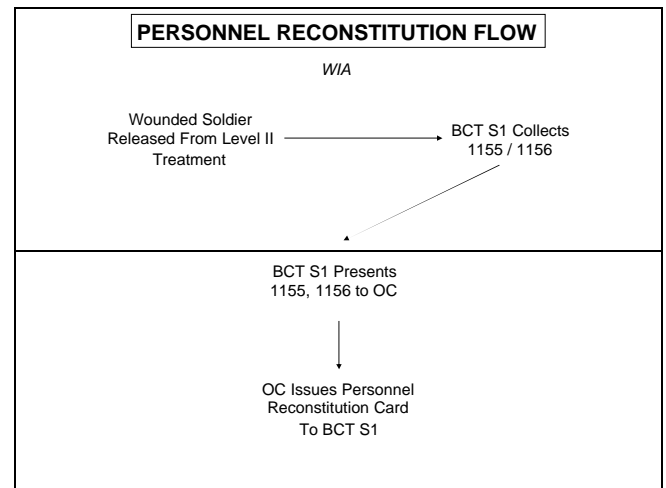 PERSONNEL RECONSTITUTION FLOW
WIA
Wounded Soldier
Released From Level II
Treatment
BCT S1 Collects
1155 / 1156
BCT S1 Presents
1155, 1156 to OC
OC Issues Personnel
Reconstitution Card
To BCT S1